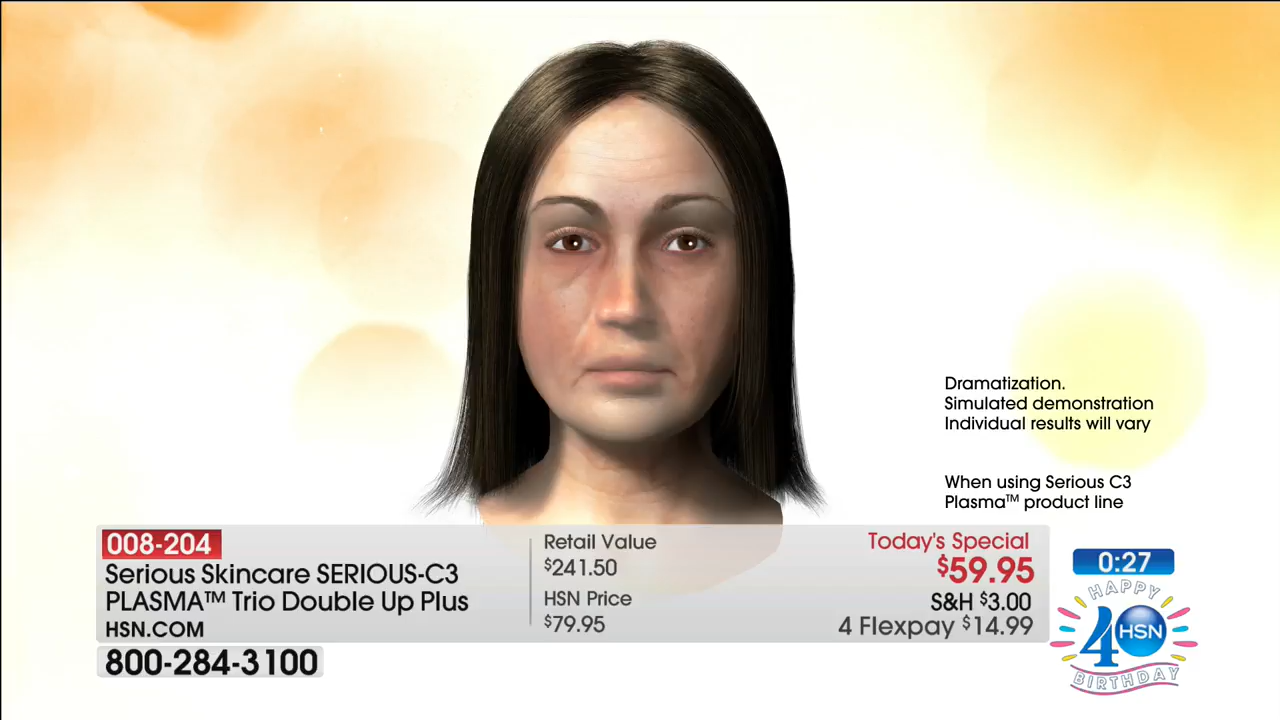 Dramatization.
Simulated demonstration
Individual results will vary
When using Serious C3
Plasma™ product line
008-204
Serious Skincare SERIOUS-C3
PLASMA™ Trio Double Up Plus
HSN.COM
800-284-3100
Retail Value
$241.50
HSN Price
$79.95
Today's Special
$59.95
S&H $3.00
4 Flexpay $14.99
0:27
HAPPY
40
HSN
BIRTHDAY